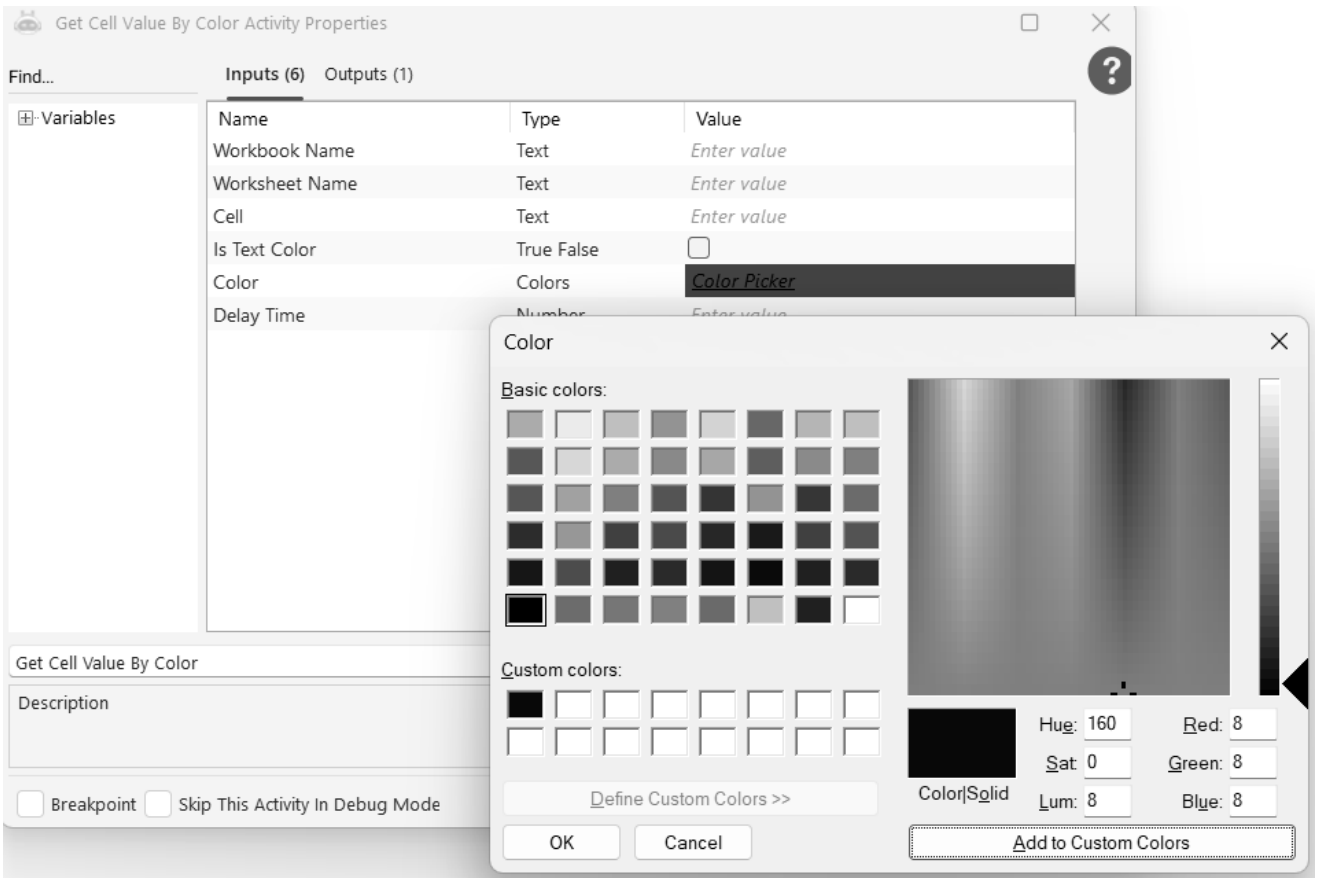 Get Cell Value By Color Activity Properties
Find...
Inputs (6) Outputs (1)
?
Variables
Name Type Value
Workbook Name Text Enter value
Worksheet Name Text Enter value
Cell Text Enter value
Is Text Color True False
Color Colors Color Picker
Delay Time Number Enter value
Color
Basic colors:
Get Cell Value By Color
Custom colors:
Description
Hue: 160 Red: 8
Sat: 0 Green: 8
Color|Solid Lum: 8 Blue: 8
Breakpoint Skip This Activity In Debug Mode
Define Custom Colors >>
OK Cancel Add to Custom Colors